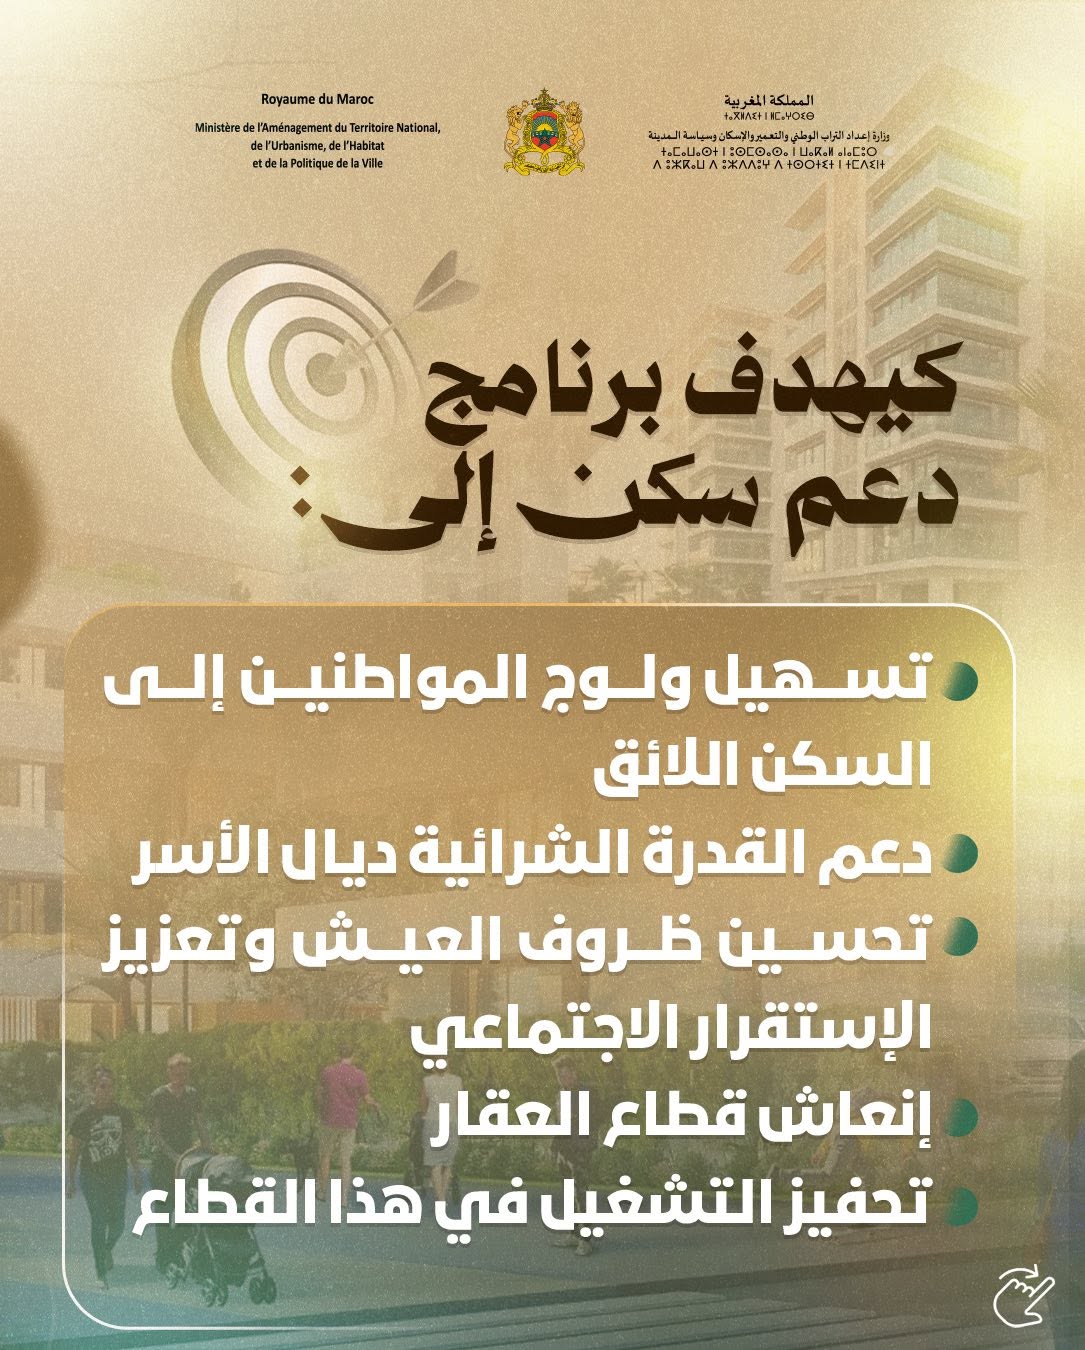 Royaume du Maroc
Ministère de l'Aménagement du Territoire National,
de l'Urbanisme, de l'Habitat
et de la Politique de la Ville
المملكة المغربية
ⵜⴰⴳⵍⴷⵉⵜ ⵏ ⵍⵎⴰⵖⵔⵉⴱ
وزارة إعداد التراب الوطني والتعمير والإسكان وسياسة المدينة
كيهدف برنامج
دعم سكن إلى:
تسهيل ولوج المواطنين إلى
السكن اللائق
دعم القدرة الشرائية ديال الأسر
تحسين ظروف العيش وتعزيز
الإستقرار الاجتماعي
إنعاش قطاع العقار
تحفيز التشغيل في هذا القطاع